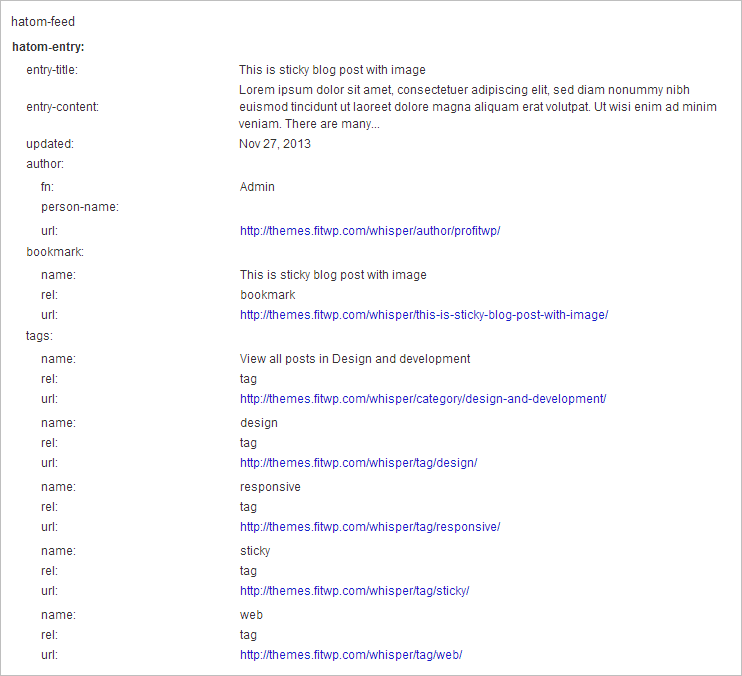 hatom-feed
hatom-entry:
entry-title: This is sticky blog post with image
entry-content: Lorem ipsum dolor sit amet, consectetuer adipiscing elit, sed diam nonummy nibh
euismod tincidunt ut laoreet dolore magna aliquam erat volutpat. Ut wisi enim ad minim
veniam. There are many...
updated: Nov 27, 2013
author:
fn: Admin
person-name:
url: http://themes.fitwp.com/whisper/author/profitwp/
bookmark:
name: This is sticky blog post with image
rel: bookmark
url: http://themes.fitwp.com/whisper/this-is-sticky-blog-post-with-image/
tags:
name: View all posts in Design and development
rel: tag
url: http://themes.fitwp.com/whisper/category/design-and-development/
name: design
rel: tag
url: http://themes.fitwp.com/whisper/tag/design/
name: responsive
rel: tag
url: http://themes.fitwp.com/whisper/tag/responsive/
name: sticky
rel: tag
url: http://themes.fitwp.com/whisper/tag/sticky/
name: web
rel: tag
url: http://themes.fitwp.com/whisper/tag/web/